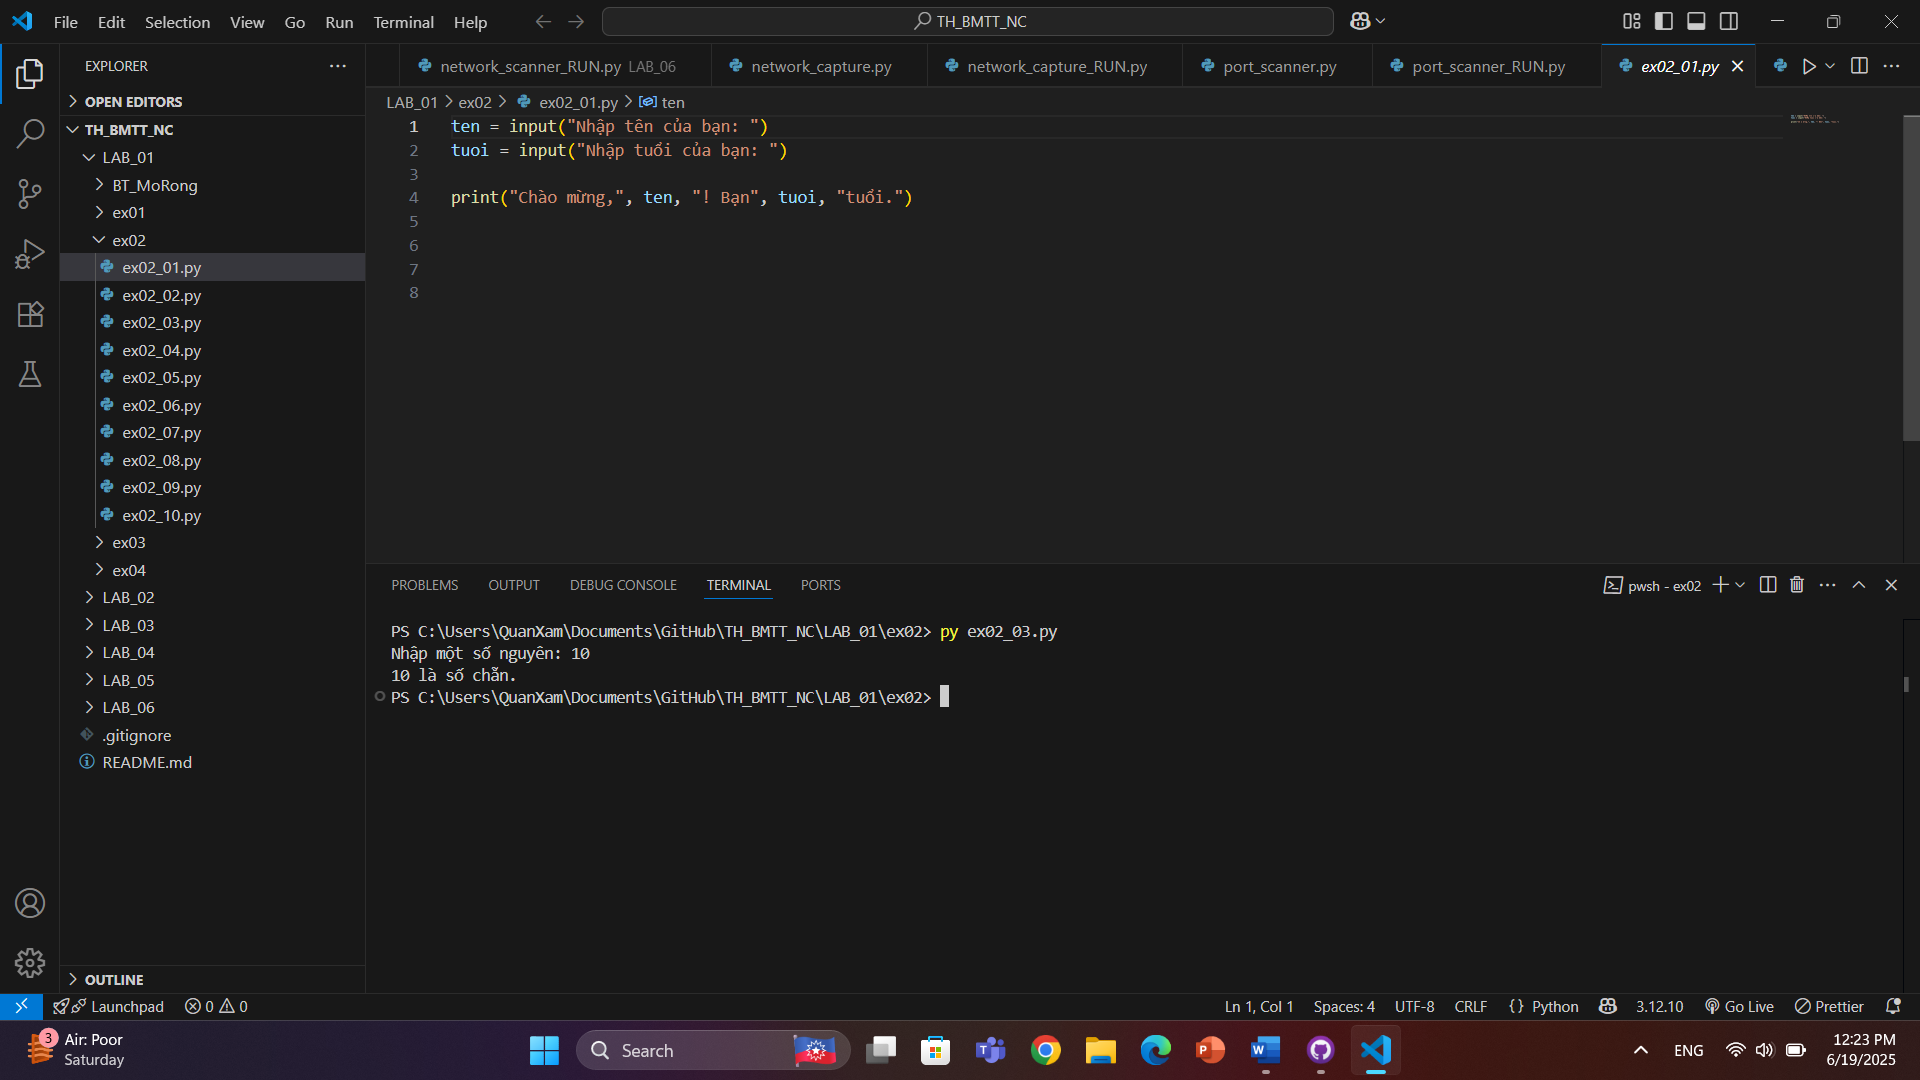 File Edit Selection View Go Run Terminal Help
TH_BMTT_NC
EXPLORER
OPEN EDITORS
TH_BMTT_NC
LAB_01
BT_MoRong
ex01
ex02
ex02_01.py
ex02_02.py
ex02_03.py
ex02_04.py
ex02_05.py
ex02_06.py
ex02_07.py
ex02_08.py
ex02_09.py
ex02_10.py
ex03
ex04
LAB_02
LAB_03
LAB_04
LAB_05
LAB_06
.gitignore
README.md
OUTLINE
network_scanner_RUN.py LAB_06 network_capture.py network_capture_RUN.py port_scanner.py port_scanner_RUN.py ex02_01.py
LAB_01 > ex02 > ex02_01.py > ten
1 ten = input("Nhập tên của bạn: ")
2 tuoi = input("Nhập tuổi của bạn: ")
3
4 print("Chào mừng,", ten, "! Bạn", tuoi, "tuổi.")
5
6
7
8
PROBLEMS OUTPUT DEBUG CONSOLE TERMINAL PORTS
pwsh - ex02
PS C:\Users\QuanXam\Documents\GitHub\TH_BMTT_NC\LAB_01\ex02> py ex02_03.py
Nhập một số nguyên: 10
10 là số chẵn.
PS C:\Users\QuanXam\Documents\GitHub\TH_BMTT_NC\LAB_01\ex02>
Launchpad 0 0
Ln 1, Col 1 Spaces: 4 UTF-8 CRLF {} Python 3.12.10 Go Live Prettier
3
Air: Poor
Saturday
Search
ENG
12:23 PM
6/19/2025